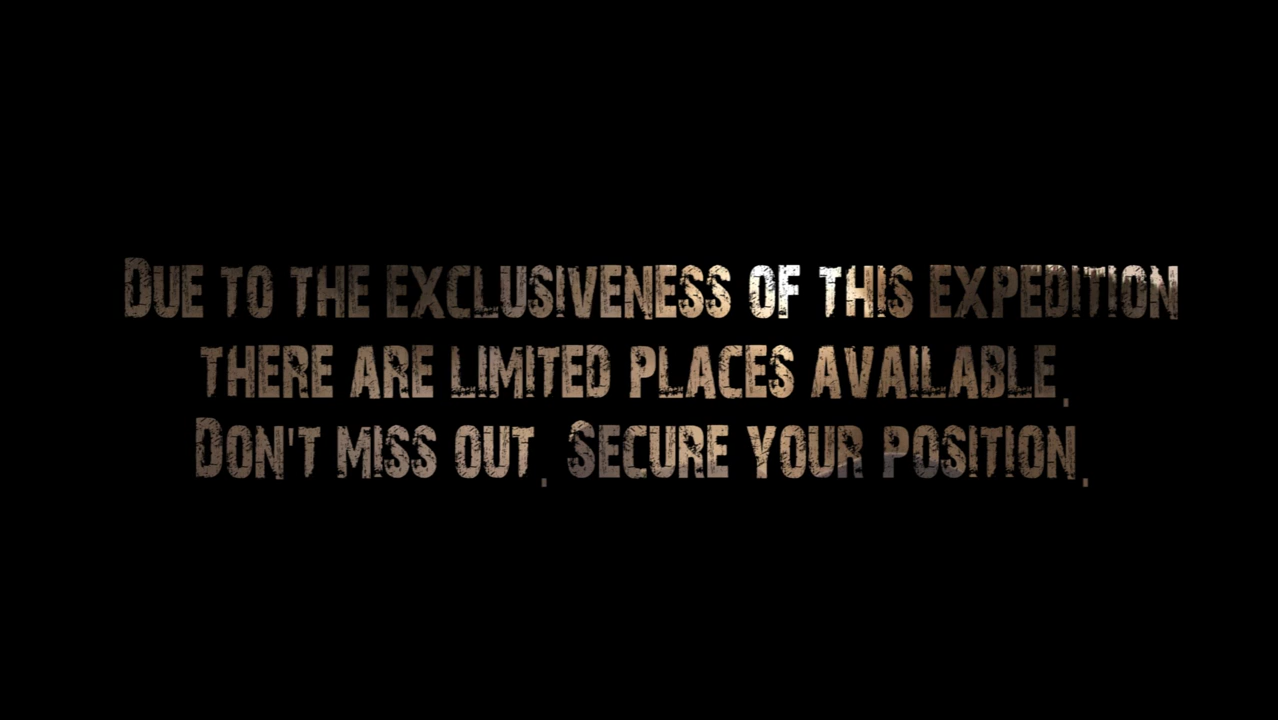 Due to the exclusiveness of this expedition
there are limited places available.
Don't miss out. Secure your position.